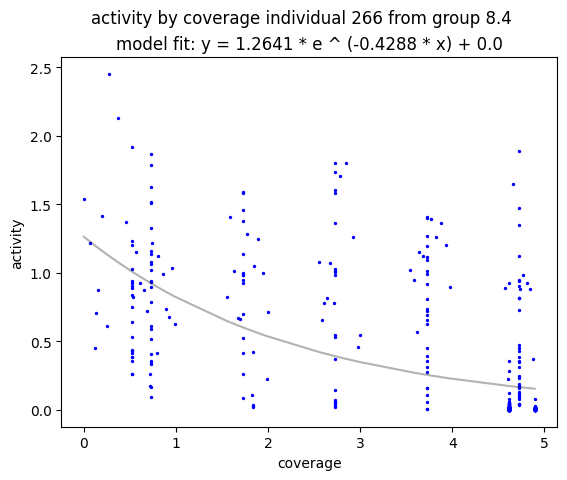 activity by coverage individual 266 from group 8.4
model fit: y = 1.2641 * e ^ (-0.4288 * x) + 0.0
2.5
2.0
1.5
1.0
0.5
0.0
activity
0 1 2 3 4 5
coverage